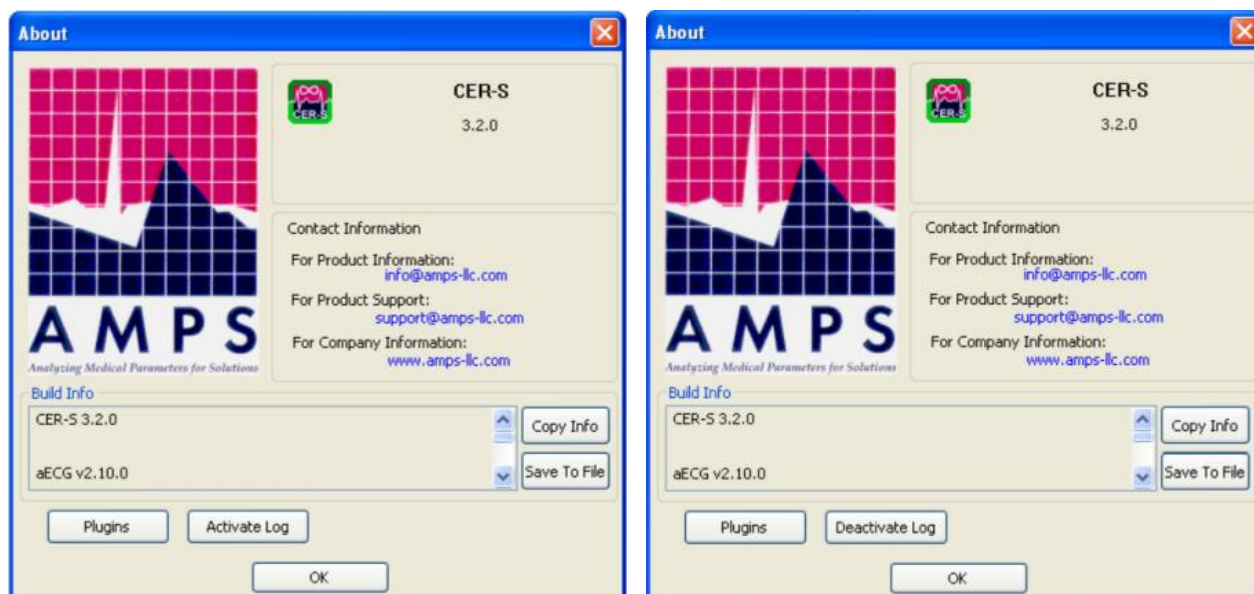 About
CER-S
CER-S
3.2.0
Contact Information
For Product Information:
info@amps-llc.com
For Product Support:
support@amps-llc.com
For Company Information:
www.amps-llc.com
AMPS
Analyzing Medical Parameters for Solutions
Build Info
CER-S 3.2.0
aECG v2.10.0
Copy Info
Save To File
Plugins
Activate Log
OK
About
CER-S
CER-S
3.2.0
Contact Information
For Product Information:
info@amps-llc.com
For Product Support:
support@amps-llc.com
For Company Information:
www.amps-llc.com
AMPS
Analyzing Medical Parameters for Solutions
Build Info
CER-S 3.2.0
aECG v2.10.0
Copy Info
Save To File
Plugins
Deactivate Log
OK